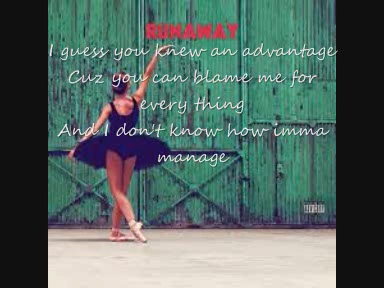 RUNAWAY
I guess you knew an advantage
Cuz you can blame me for
every thing
And I don't know how imma
manage